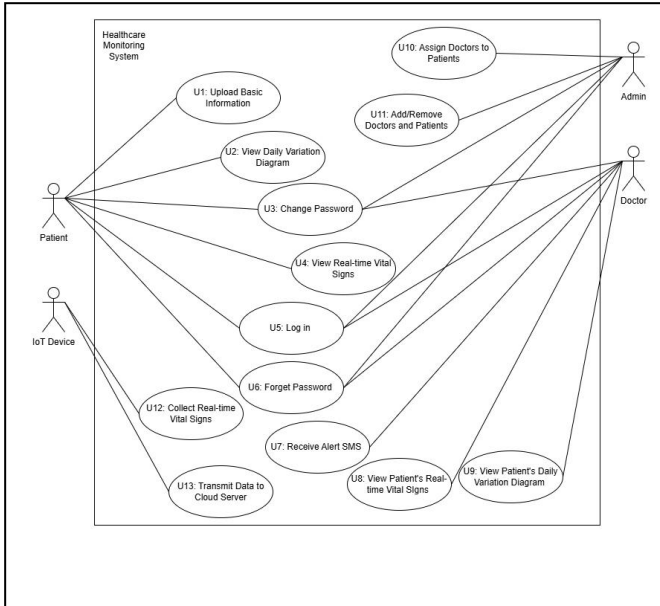 Healthcare
Monitoring
System
U10: Assign Doctors to
Patients
Admin
U1: Upload Basic
Information
U11: Add/Remove
Doctors and Patients
U2: View Daily Variation
Diagram
Doctor
U3: Change Password
Patient
U4: View Real-time Vital
Signs
IoT Device
U5: Log in
U6: Forget Password
U12: Collect Real-time
Vital Signs
U7: Receive Alert SMS
U8: View Patient's Real-
time Vital Signs
U9: View Patient's Daily
Variation Diagram
U13: Transmit Data to
Cloud Server